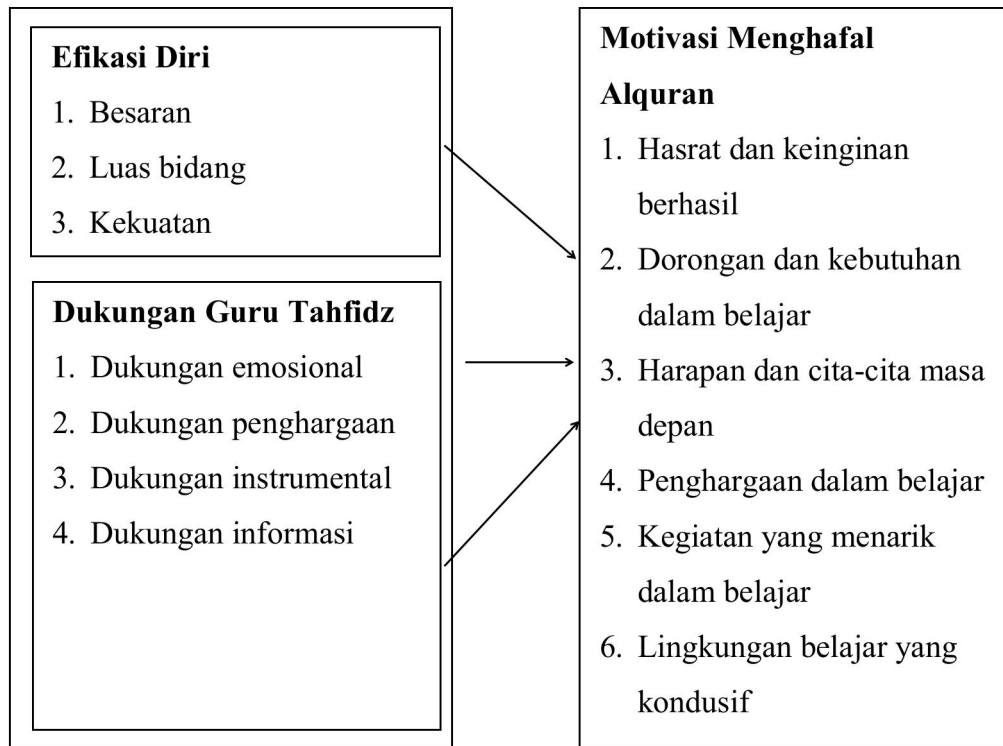 Efikasi Diri
1. Besaran
2. Luas bidang
3. Kekuatan
Dukungan Guru Tahfidz
1. Dukungan emosional
2. Dukungan penghargaan
3. Dukungan instrumental
4. Dukungan informasi
Motivasi Menghafal
Alquran
1. Hasrat dan keinginan
berhasil
2. Dorongan dan kebutuhan
dalam belajar
3. Harapan dan cita-cita masa
depan
4. Penghargaan dalam belajar
5. Kegiatan yang menarik
dalam belajar
6. Lingkungan belajar yang
kondusif